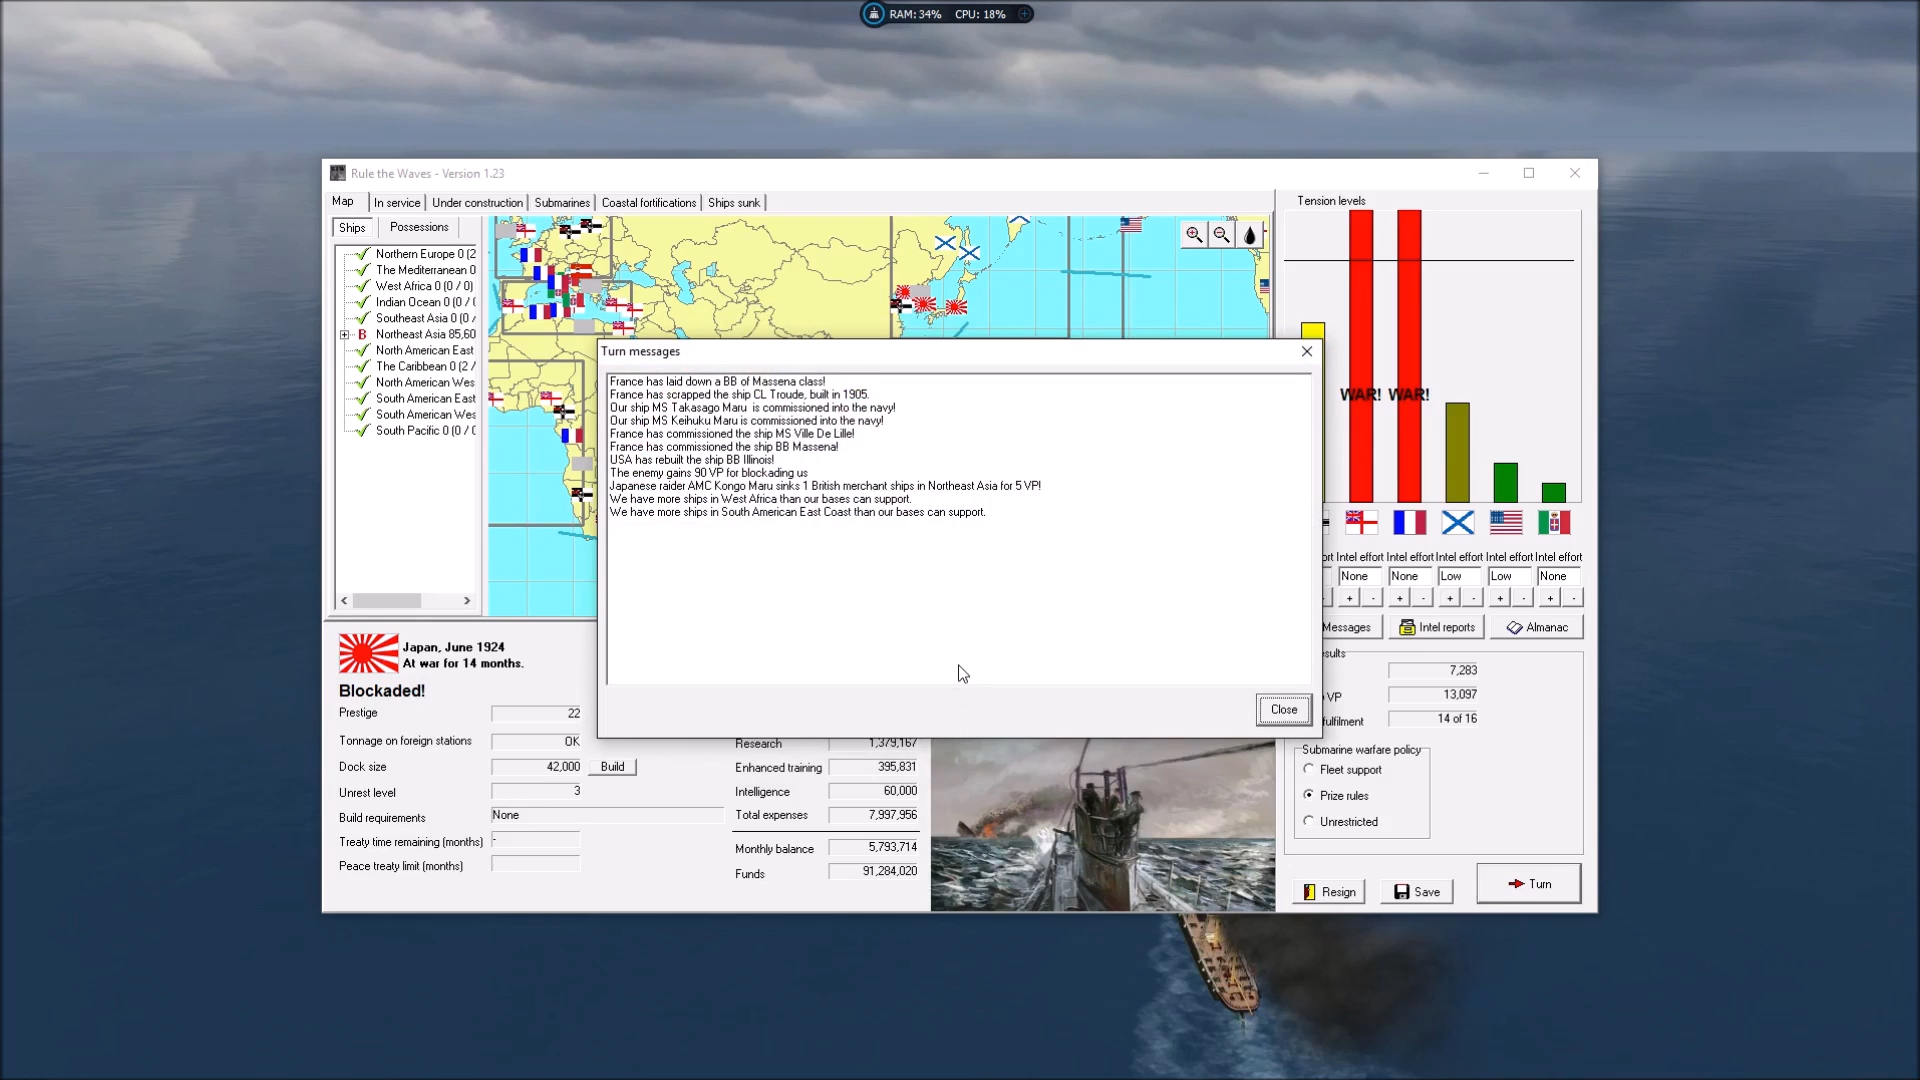 RAM: 34% CPU: 18%
Rule the Waves - Version 1.23
Map In service Under construction Submarines Coastal fortifications Ships sunk
Ships Possessions
Northern Europe 0 (2
The Mediterranean 0
West Africa 0 (0 / 0)
Indian Ocean 0 (0 / 0
Southeast Asia 0 (0 /
B Northeast Asia 85,60
North American East
The Caribbean 0 (2 /
North American Wes
South American East
South American Wes
South Pacific 0 (0 / 0
Tension levels
WAR! WAR!
Turn messages
France has laid down a BB of Massena class!
France has scrapped the ship CL Troude, built in 1905.
Our ship MS Takasago Maru is commissioned into the navy!
Our ship MS Keihuku Maru is commissioned into the navy!
France has commissioned the ship MS Ville De Lille!
France has commissioned the ship BB Massena!
USA has rebuilt the ship BB Illinois!
The enemy gains 90 VP for blockading us
Japanese raider AMC Kongo Maru sinks 1 British merchant ships in Northeast Asia for 5 VP!
We have more ships in West Africa than our bases can support.
We have more ships in South American East Coast than our bases can support.
Close
ort Intel effort Intel effort Intel effort Intel effort Intel effort
None None Low Low None
- + - + - + - + - + -
Messages Intel reports Almanac
sults
7,283
VP 13,097
ulfilment 14 of 16
Submarine warfare policy
Fleet support
Prize rules
Unrestricted
Resign Save Turn
Japan, June 1924
At war for 14 months.
Blockaded!
Prestige 22
Tonnage on foreign stations OK
Dock size 42,000 Build
Unrest level 3
Build requirements None
Treaty time remaining (months) -
Peace treaty limit (months)
Research 1,379,167
Enhanced training 395,831
Intelligence 60,000
Total expenses 7,997,956
Monthly balance 5,793,714
Funds 91,284,020